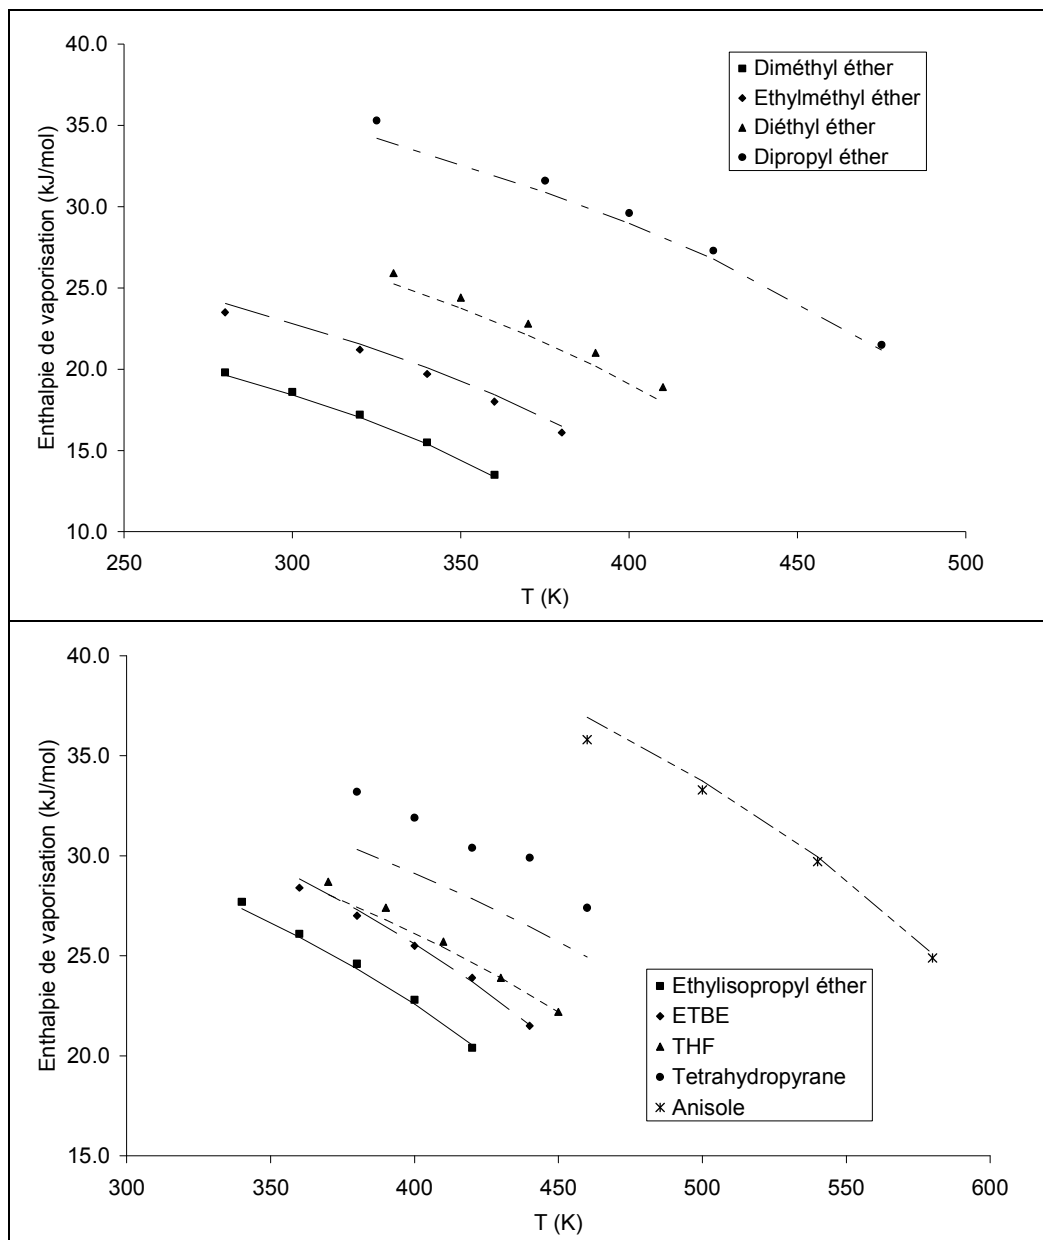 40.0
35.0
30.0
25.0
20.0
15.0
10.0
Enthalpie de vaporisation (kJ/mol)
Diméthyl éther
Ethylméthyl éther
Diéthyl éther
Dipropyl éther
250 300 350 400 450 500
T (K)
40.0
35.0
30.0
25.0
20.0
15.0
Enthalpie de vaporisation (kJ/mol)
Ethylisopropyl éther
ETBE
THF
Tetrahydropyrane
Anisole
300 350 400 450 500 550 600
T (K)